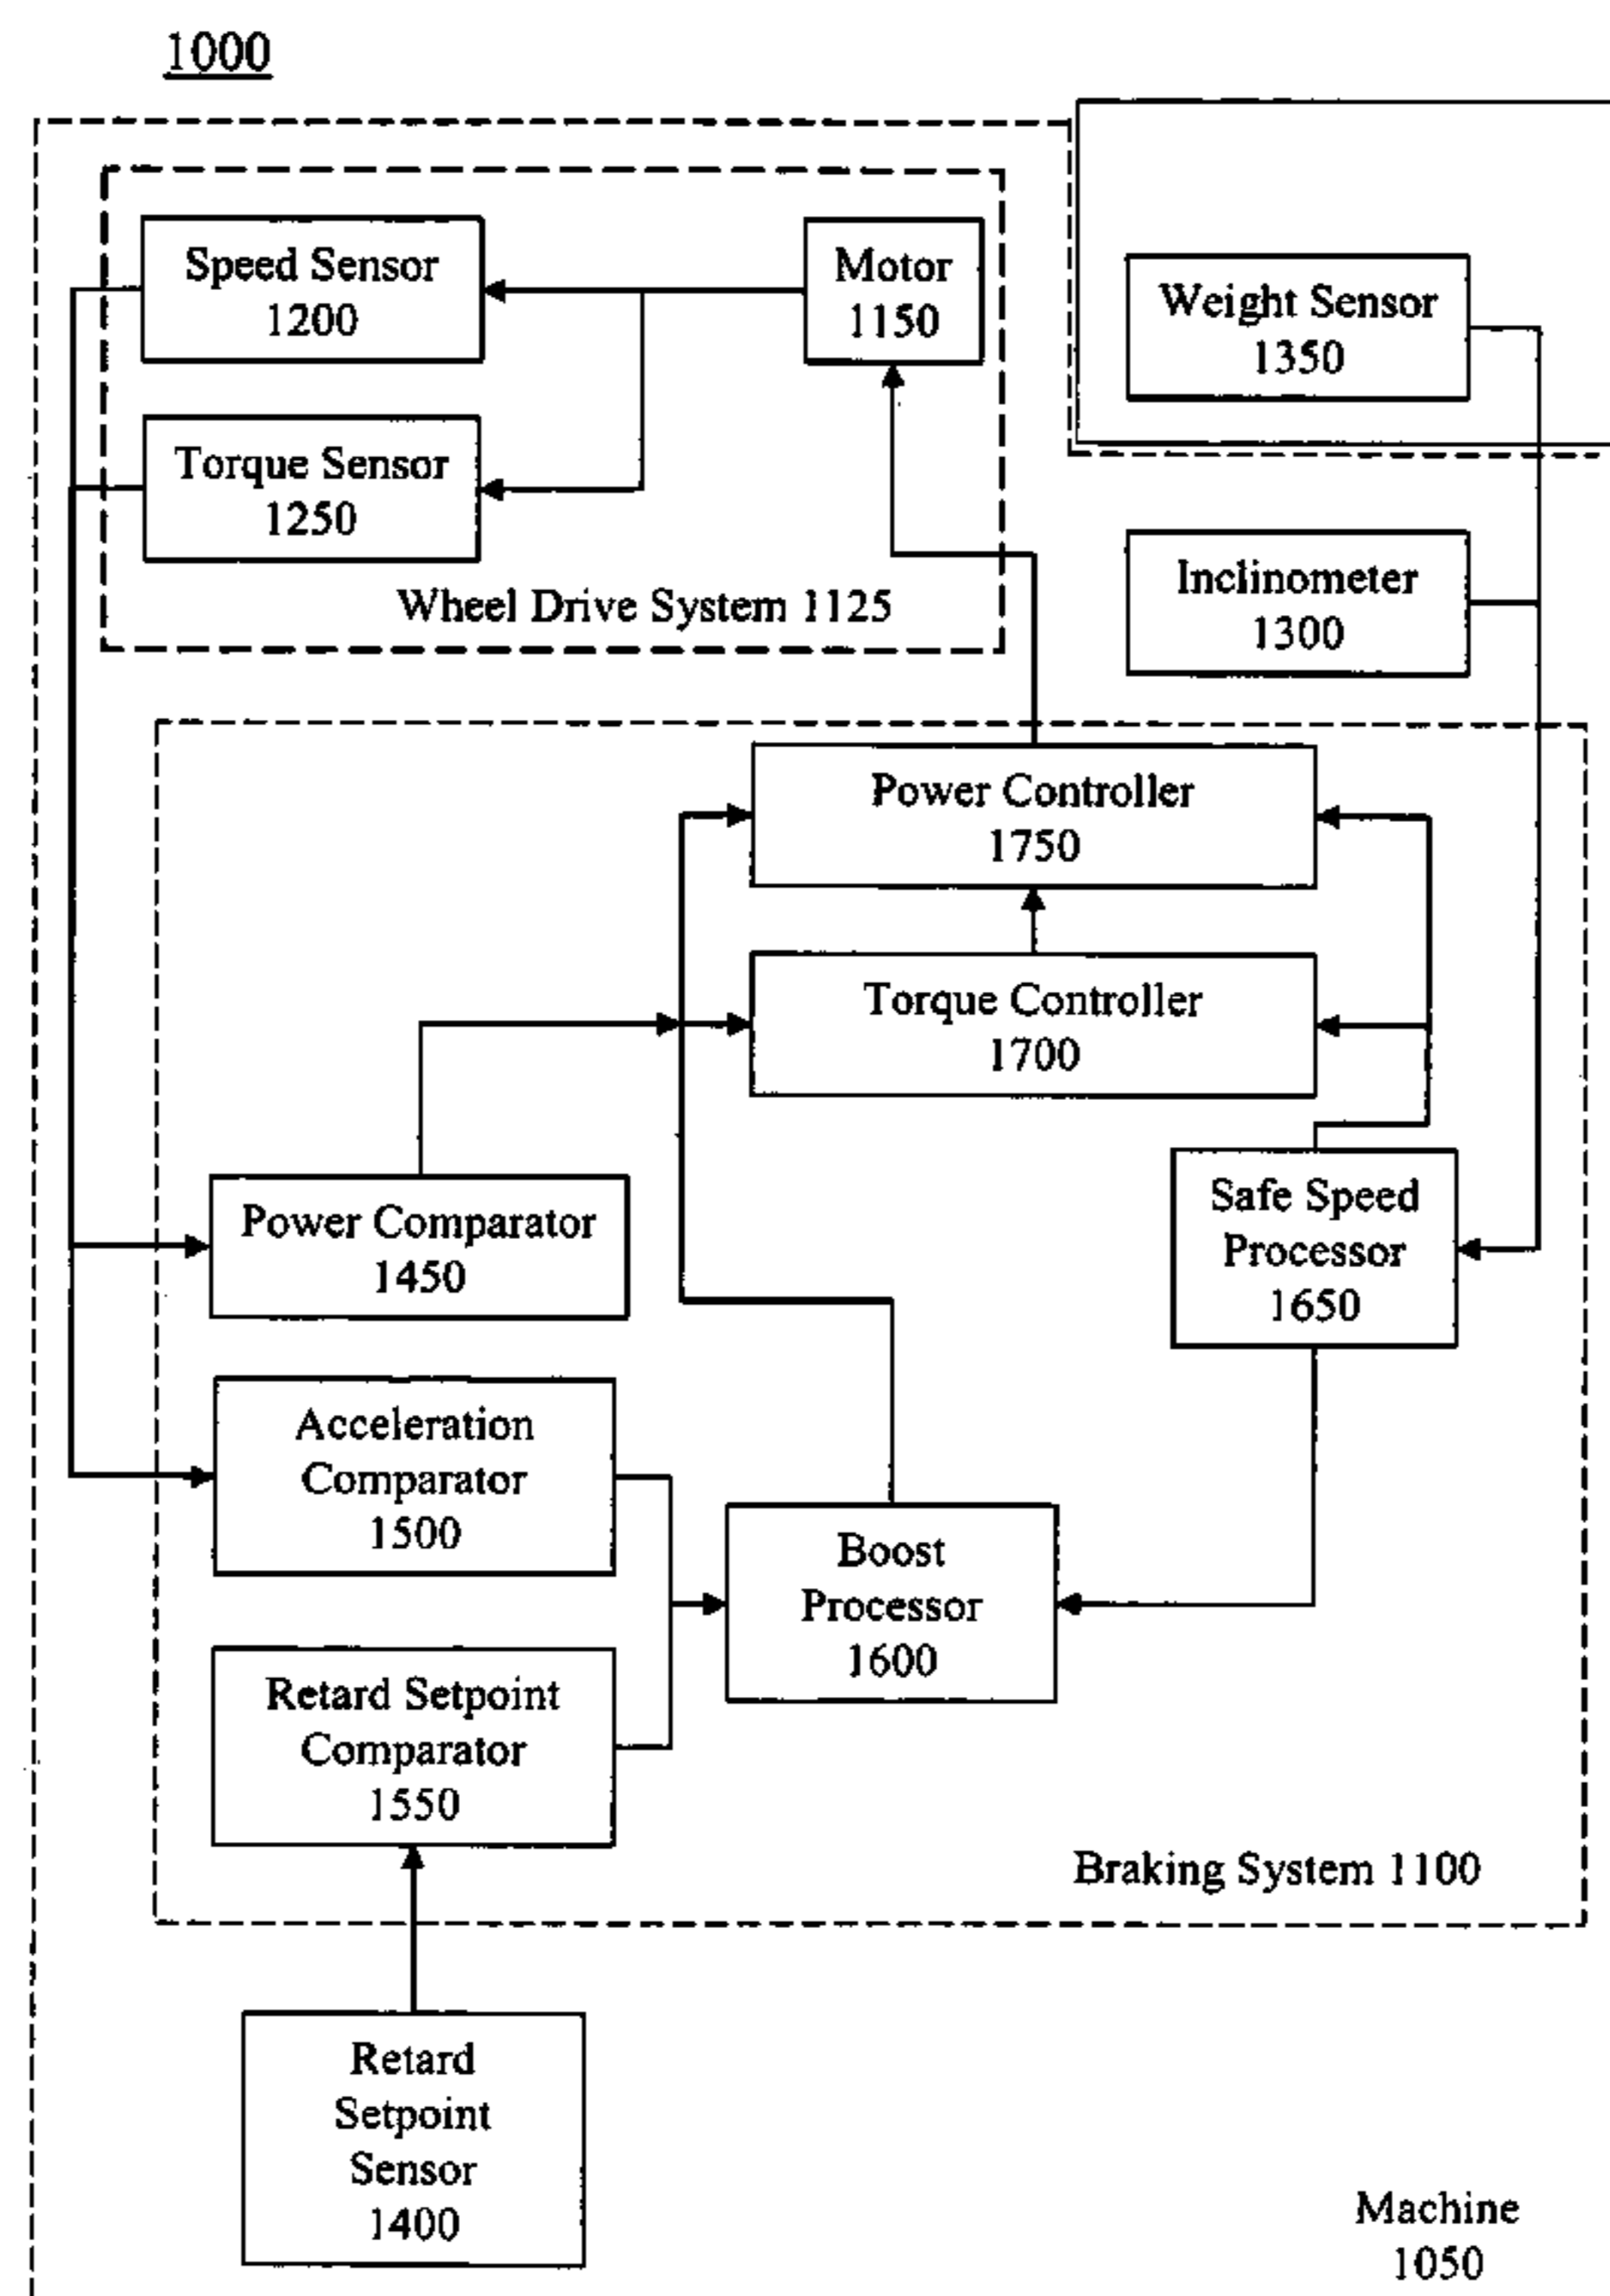 1000
Speed Sensor
1200
Motor
1150
Weight Sensor
1350
Torque Sensor
1250
Inclinometer
1300
Wheel Drive System 1125
Power Controller
1750
Torque Controller
1700
Power Comparator
1450
Safe Speed
Processor
1650
Acceleration
Comparator
1500
Boost
Processor
1600
Retard Setpoint
Comparator
1550
Braking System 1100
Retard
Setpoint
Sensor
1400
Machine
1050